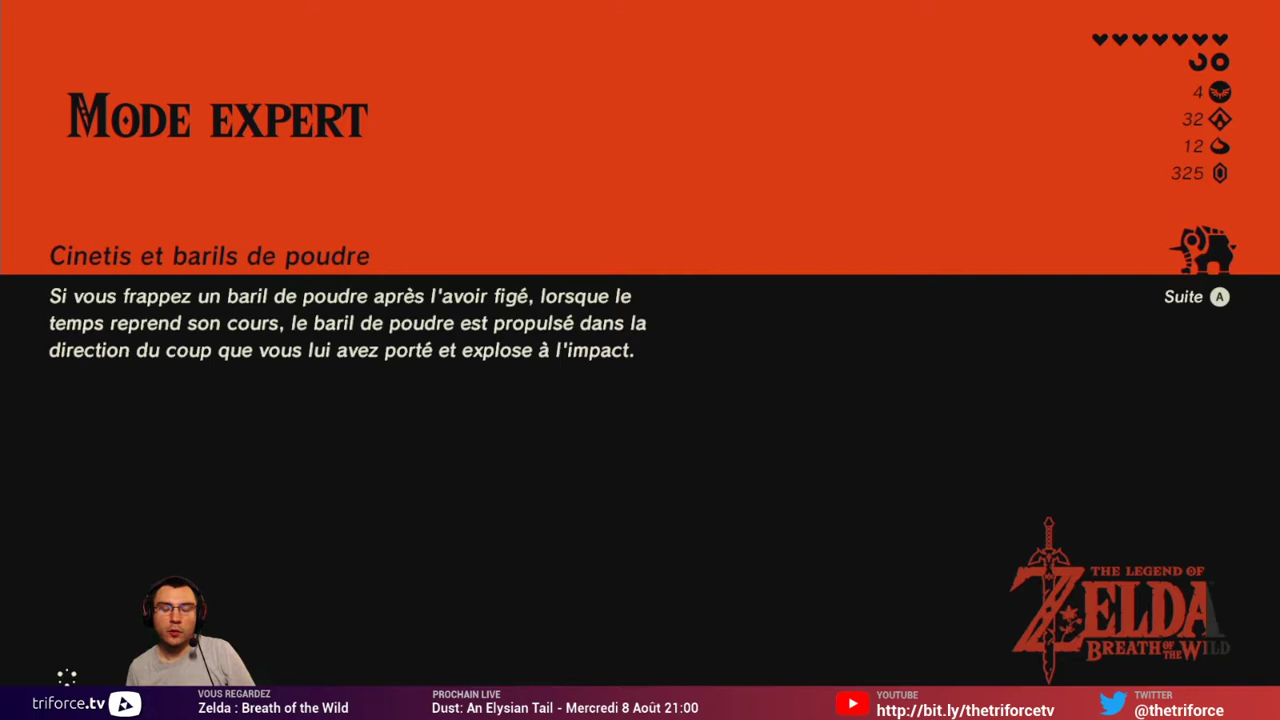 Mode expert
4
32
12
325
Cinetis et barils de poudre
Si vous frappez un baril de poudre après l'avoir figé, lorsque le
temps reprend son cours, le baril de poudre est propulsé dans la
direction du coup que vous lui avez porté et explose à l'impact.
Suite A
THE LEGEND OF
ZELDA
BREATH OF THE WILD
triforce.tv
VOUS REGARDEZ
Zelda : Breath of the Wild
PROCHAIN LIVE
Dust: An Elysian Tail - Mercredi 8 Août 21:00
YOUTUBE
http://bit.ly/thetriforcetv
TWITTER
@thetriforce